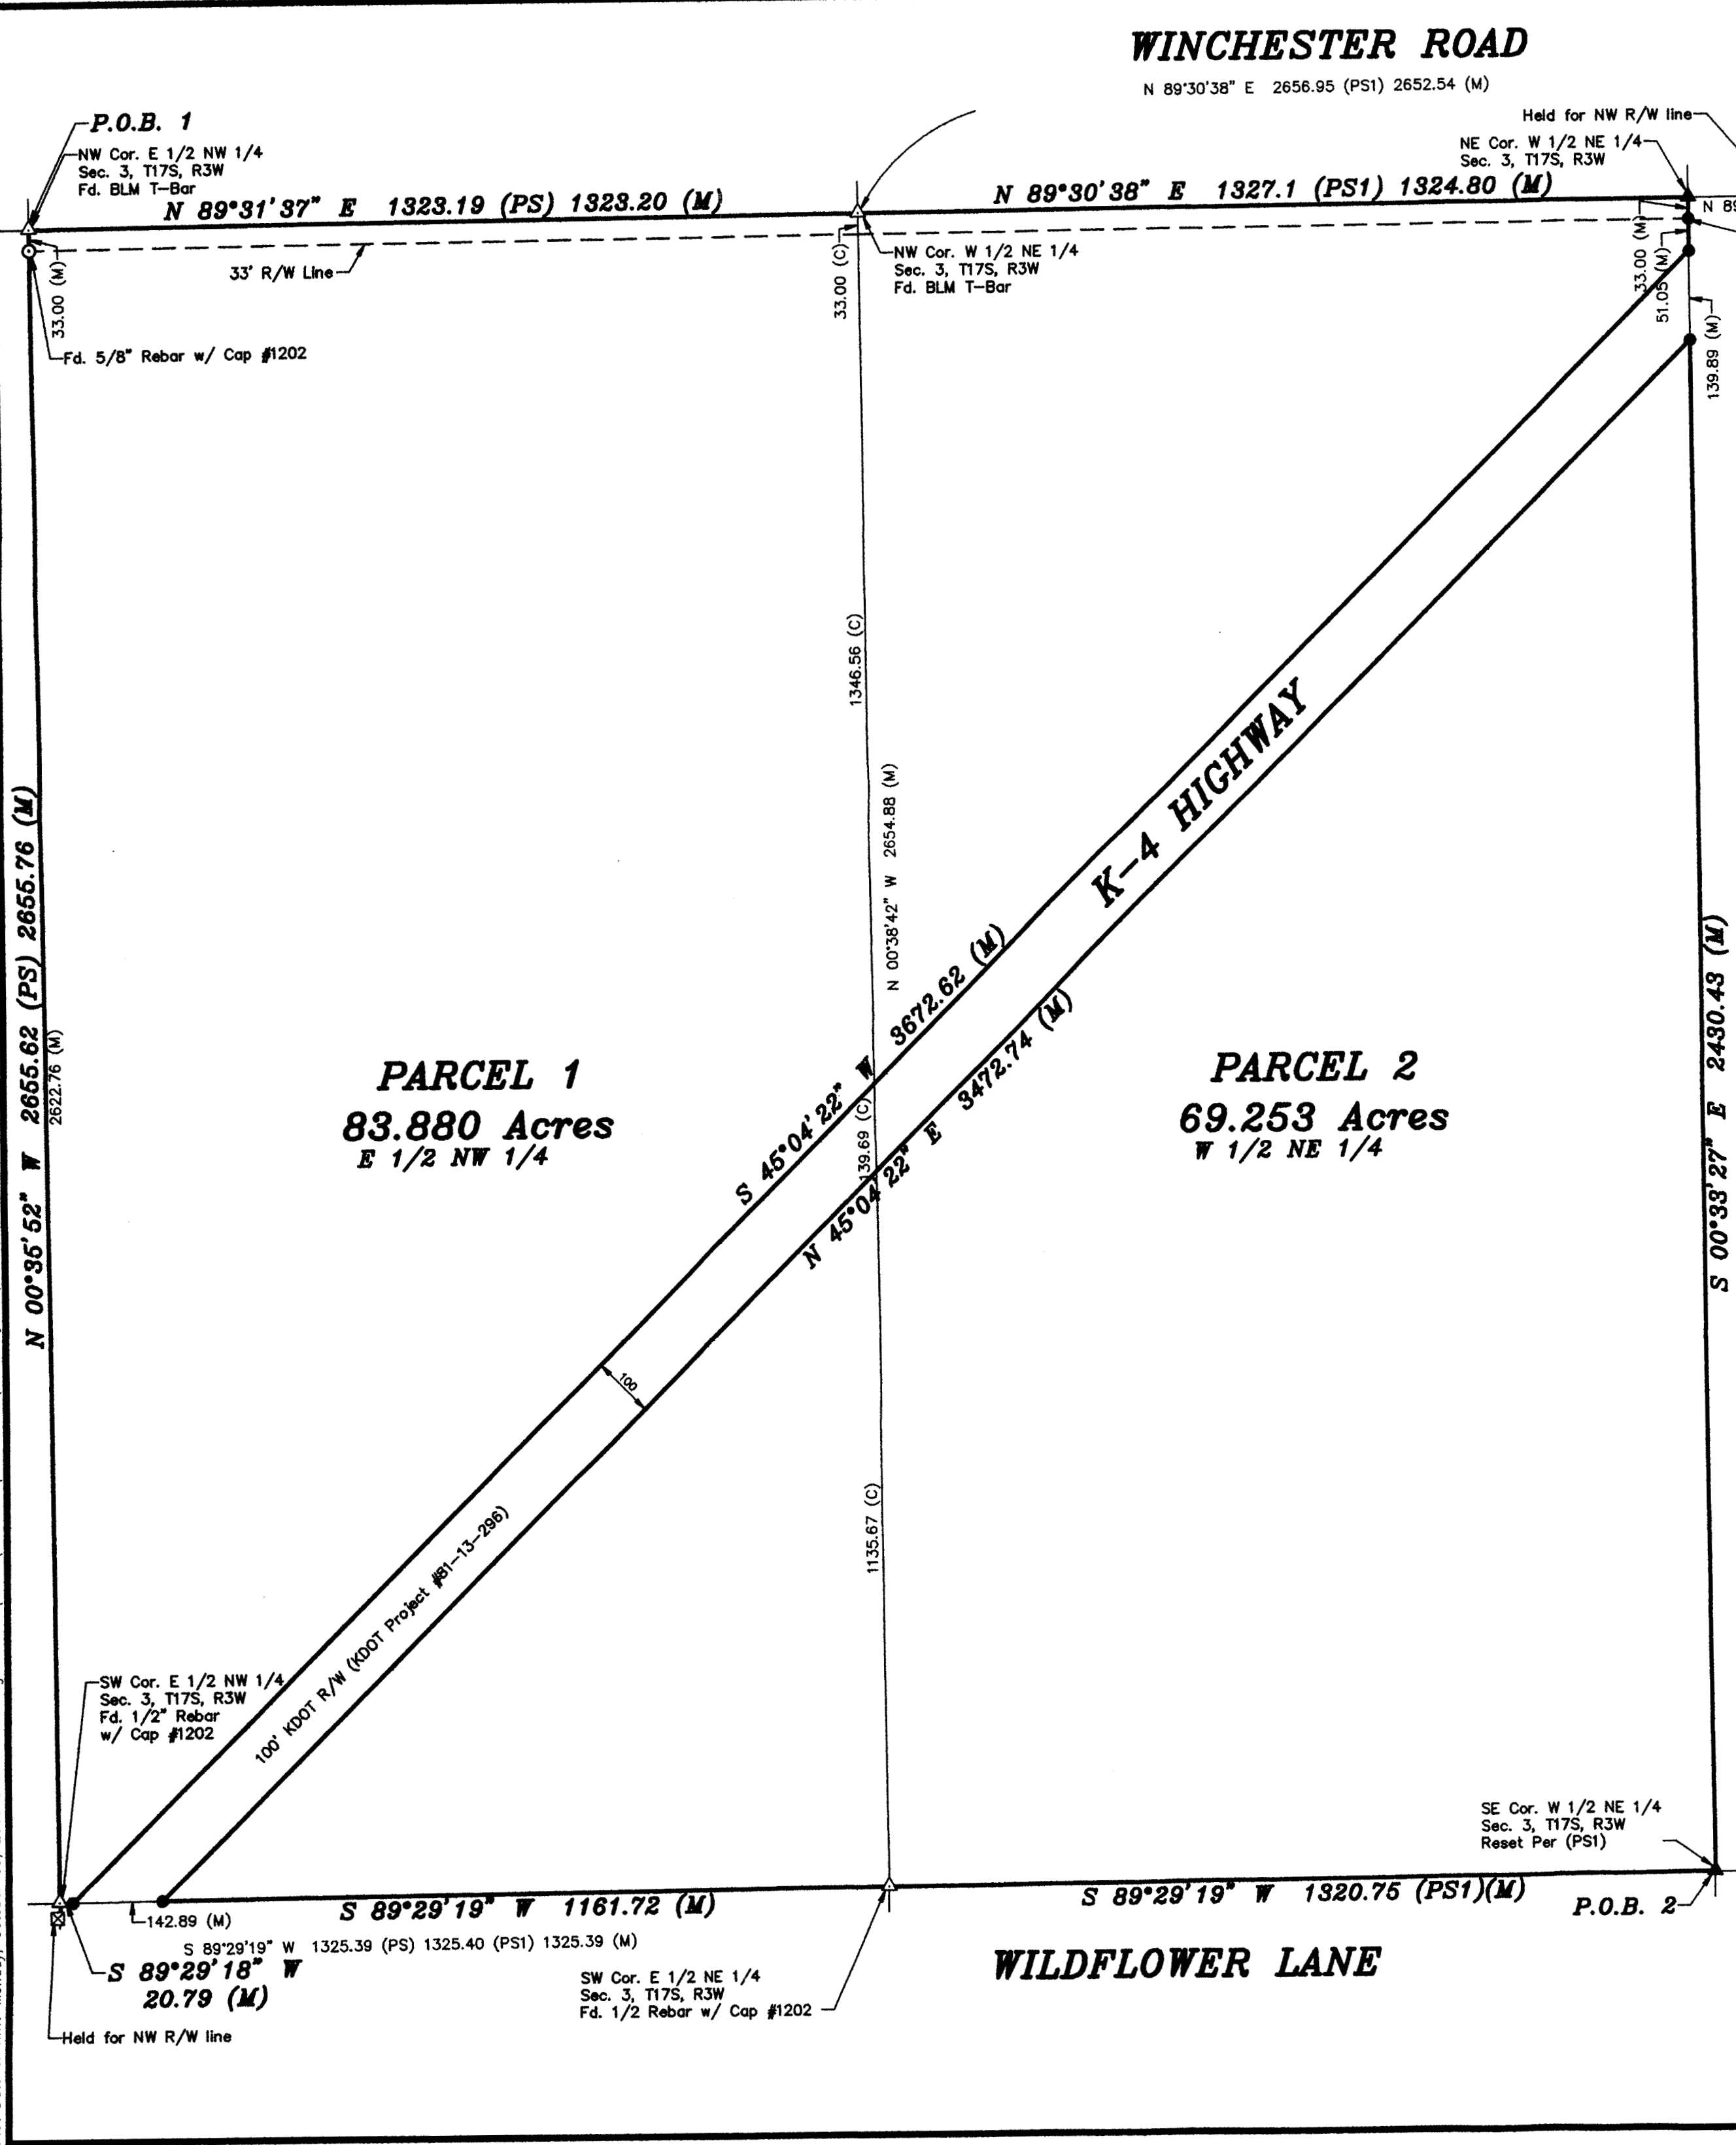 WINCHESTER ROAD
N 89°30'38" E 2656.95 (PS1) 2652.54 (M)
P.O.B. 1
NW Cor. E 1/2 NW 1/4
Sec. 3, T17S, R3W
Fd. BLM T-Bar
Held for NW R/W line
NE Cor. W 1/2 NE 1/4
Sec. 3, T17S, R3W
N 89°31'37" E 1323.19 (PS) 1323.20 (M)
N 89°30'38" E 1327.1 (PS1) 1324.80 (M)
N 89
33.00 (M)
33' R/W Line
33.00 (C)
NW Cor. W 1/2 NE 1/4
Sec. 3, T17S, R3W
Fd. BLM T-Bar
33.00 (M)
51.05 (M)
139.89 (M)
Fd. 5/8" Rebar w/ Cap #1202
1346.56 (C)
K-4 HIGHWAY
N 00°38'42" W 2654.88 (M)
N 00°35'52" W 2655.62 (PS) 2655.76 (M)
2622.76 (M)
S 45°04'22" W 3672.62 (M)
139.69 (C)
N 45°04'22" E 3472.74 (M)
PARCEL 1
83.880 Acres
E 1/2 NW 1/4
PARCEL 2
69.253 Acres
W 1/2 NE 1/4
S 00°33'27" E 2430.43 (M)
100
1135.67 (C)
100' KDOT R/W (KDOT Project #81-13-296)
SW Cor. E 1/2 NW 1/4
Sec. 3, T17S, R3W
Fd. 1/2" Rebar
w/ Cap #1202
SE Cor. W 1/2 NE 1/4
Sec. 3, T17S, R3W
Reset Per (PS1)
S 89°29'19" W 1161.72 (M)
S 89°29'19" W 1320.75 (PS1)(M)
P.O.B. 2
142.89 (M)
S 89°29'19" W 1325.39 (PS) 1325.40 (PS1) 1325.39 (M)
S 89°29'18" W
20.79 (M)
WILDFLOWER LANE
SW Cor. E 1/2 NE 1/4
Sec. 3, T17S, R3W
Fd. 1/2 Rebar w/ Cap #1202
Held for NW R/W line